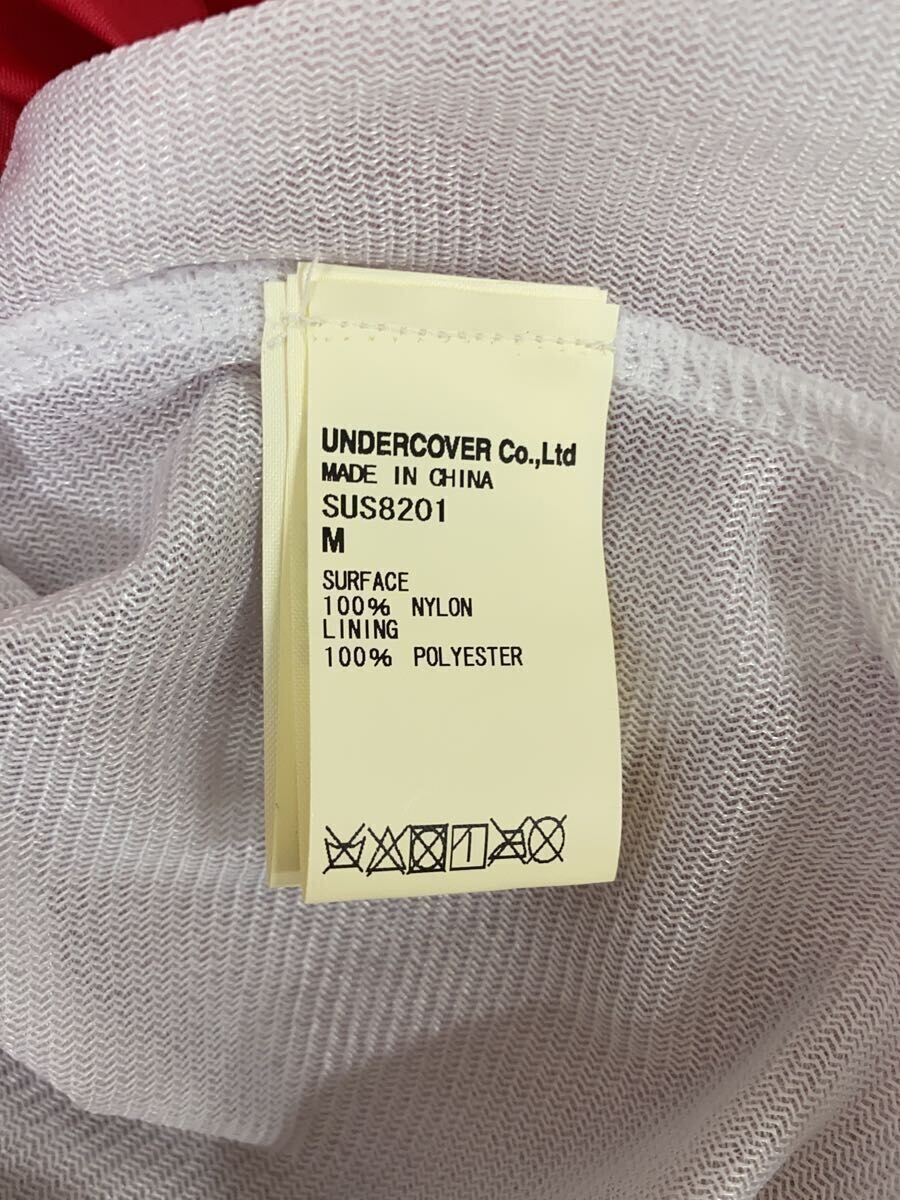 UNDERCOVER Co.,Ltd
MADE IN CHINA
SUS8201
M
SURFACE
100% NYLON
LINING
100% POLYESTER